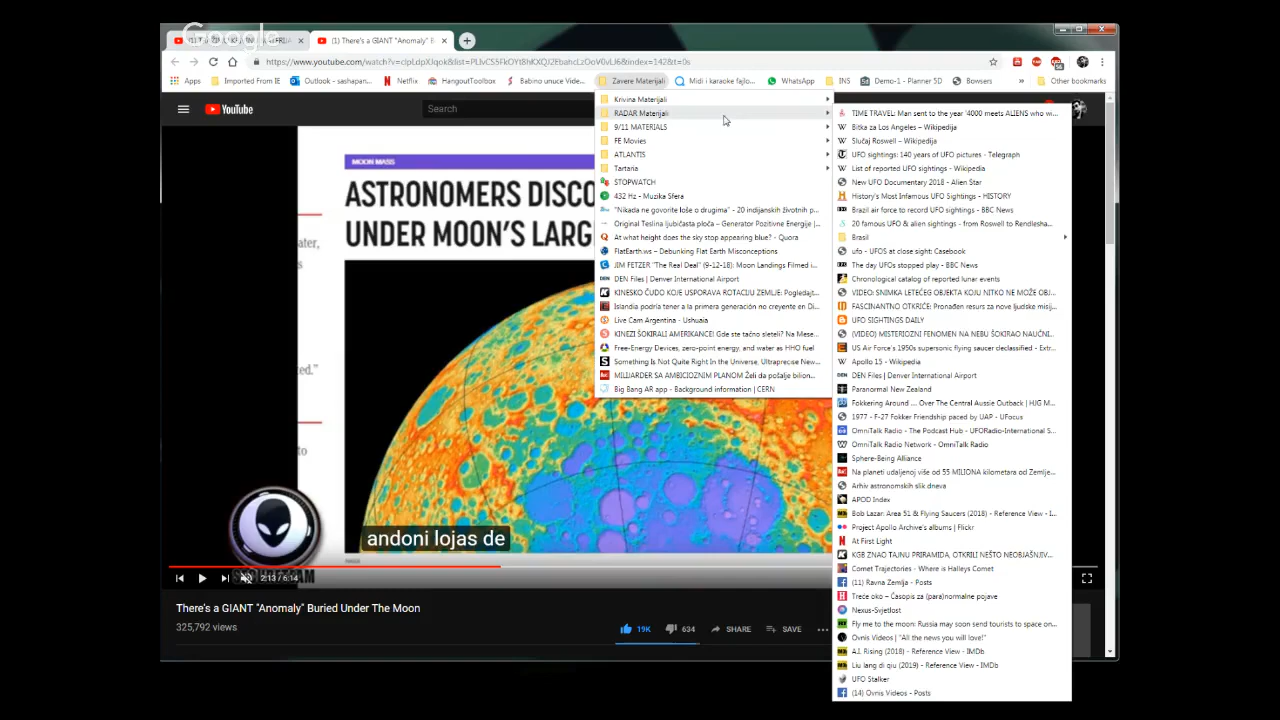 Google
(1) There's a GIANT "Anomaly" B
https://www.youtube.com/watch?v=
index=142&t=0s
Apps
Imported From IE
Outlook - sashapan...
Netflix
HangoutToolbox
Babino unuce Vide...
Zavere Materijali
Midi i karaoke fajlo...
WhatsApp
INS
Demo-1 - Planner 5D
Bowsers
»
Other bookmarks
YouTube
Search
MOON MASS
ASTRONOMERS DISCO
UNDER MOON'S LARG
ater,
s
ted."
to
andoni lojas de
2:13 / 6:14
There's a GIANT "Anomaly" Buried Under The Moon
325,792 views
19K
634
SHARE
SAVE
Krivina Materijali
RADAR Materijali
9/11 MATERIALS
FE Movies
ATLANTIS
Tartaria
STOPWATCH
432 Hz - Muzika Sfera
"Nikada ne govorite loše o drugima" - 20 indijanskih životnih p...
Original Teslina ljubičasta ploča – Generator Pozitivne Energije |...
At what height does the sky stop appearing blue? - Quora
FlatEarth.ws – Debunking Flat Earth Misconceptions
JIM FETZER "The Real Deal" (9-12-18): Moon Landings Filmed i...
DEN Files | Denver International Airport
KINESKO ČUDO KOJE USPORAVA ROTACIJU ZEMLJE: Pogledajt...
Islandia podría tener a la primera generación no creyente en Di...
Live Cam Argentina - Ushuaia
KINEZI ŠOKIRALI AMERIKANCE! Gde ste tačno sleteli? Na Mese...
Free-Energy Devices, zero-point energy, and water as HHO fuel
Something Is Not Quite Right In the Universe, Ultraprecise New...
MILIJARDER SA AMBICIOZNIM PLANOM Želi da pošalje bilion...
Big Bang AR app - Background information | CERN
TIME TRAVEL: Man sent to the year '4000 meets ALIENS who w...
Bitka za Los Angeles – Wikipedija
Slučaj Roswell – Wikipedija
UFO sightings: 140 years of UFO pictures - Telegraph
List of reported UFO sightings - Wikipedia
New UFO Documentary 2018 - Alien Star
History's Most Infamous UFO Sightings - HISTORY
Brazil air force to record UFO sightings - BBC News
20 famous UFO & alien sightings - from Roswell to Rendlesha...
Brasil
ufo - UFOS at close sight: Casebook
The day UFOs stopped play - BBC News
Chronological catalog of reported lunar events
VIDEO: SNIMKA LETEĆEG OBJEKTA KOJU NITKO NE MOŽE OBJ...
FASCINANTNO OTKRIĆE: Pronađen resurs za nove ljudske misij...
UFO SIGHTINGS DAILY
(VIDEO) MISTERIOZNI FENOMEN NA NEBU ŠOKIRAO NAUČNI...
US Air Force's 1950s supersonic flying saucer declassified - Extr...
Apollo 15 - Wikipedia
DEN Files | Denver International Airport
Paranormal New Zealand
Fokkering Around ... Over The Central Aussie Outback | HJG M...
1977 - F-27 Fokker Friendship paced by UAP - UFocus
OmniTalk Radio - The Podcast Hub - UFORadio-International S...
OmniTalk Radio Network - OmniTalk Radio
Sphere-Being Alliance
Na planeti udaljenoj više od 55 MILIONA kilometara od Zemlje...
Arhiv astronomskih slik dneva
APOD Index
Bob Lazar: Area 51 & Flying Saucers (2018) - Reference View - I...
Project Apollo Archive's albums | Flickr
At First Light
KGB ZNAO TAJNU PIRAMIDA, OTKRILI NEŠTO NEOBJAŠNJIV...
Comet Trajectories - Where is Halleys Comet
(11) Ravna Zemlja - Posts
Treće oko – Časopis za (para)normalne pojave
Nexus-Svjetlost
Fly me to the moon: Russia may soon send tourists to space on...
Ovnis Videos | "All the news you will love!"
A.I. Rising (2018) - Reference View - IMDb
Liu lang di qiu (2019) - Reference View - IMDb
UFO Stalker
(14) Ovnis Videos - Posts